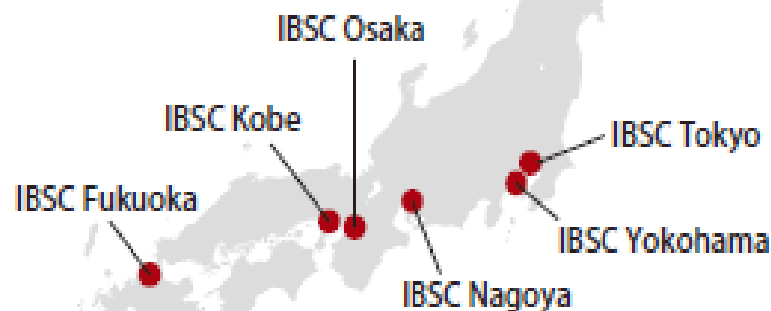 IBSC Osaka
IBSC Kobe
IBSC Tokyo
IBSC Fukuoka
IBSC Yokohama
IBSC Nagoya